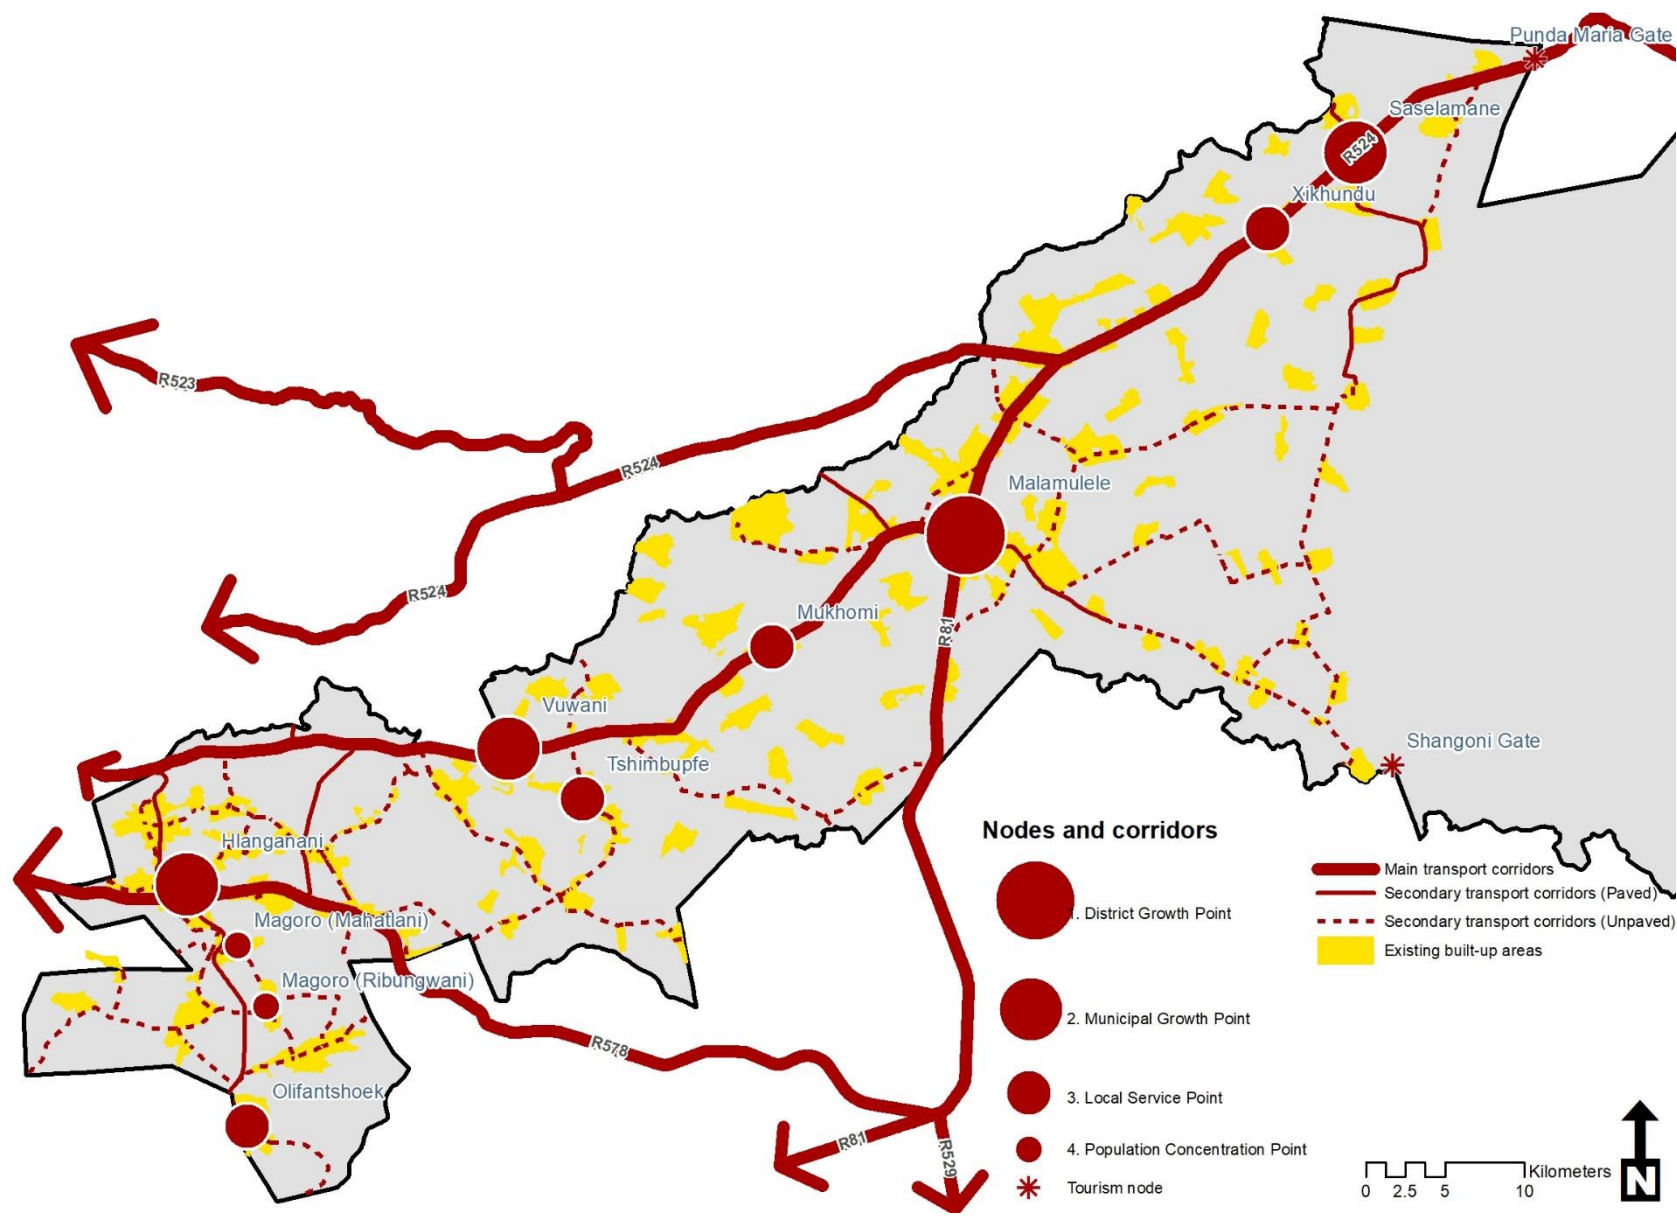 Punda Maria Gate
Saselamane
R524
Xikhundu
R523
R524
Malamulele
R524
Mukhomi
R81
Vuwani
Tshimbupfe
Shangoni Gate
Hlanganani
Magoro (Mahatlani)
Magoro (Ribungwani)
R578
Olifantshoek
R81
R529
Nodes and corridors
1. District Growth Point
2. Municipal Growth Point
3. Local Service Point
4. Population Concentration Point
Tourism node
Main transport corridors
Secondary transport corridors (Paved)
Secondary transport corridors (Unpaved)
Existing built-up areas
Kilometers
0 2.5 5 10
N